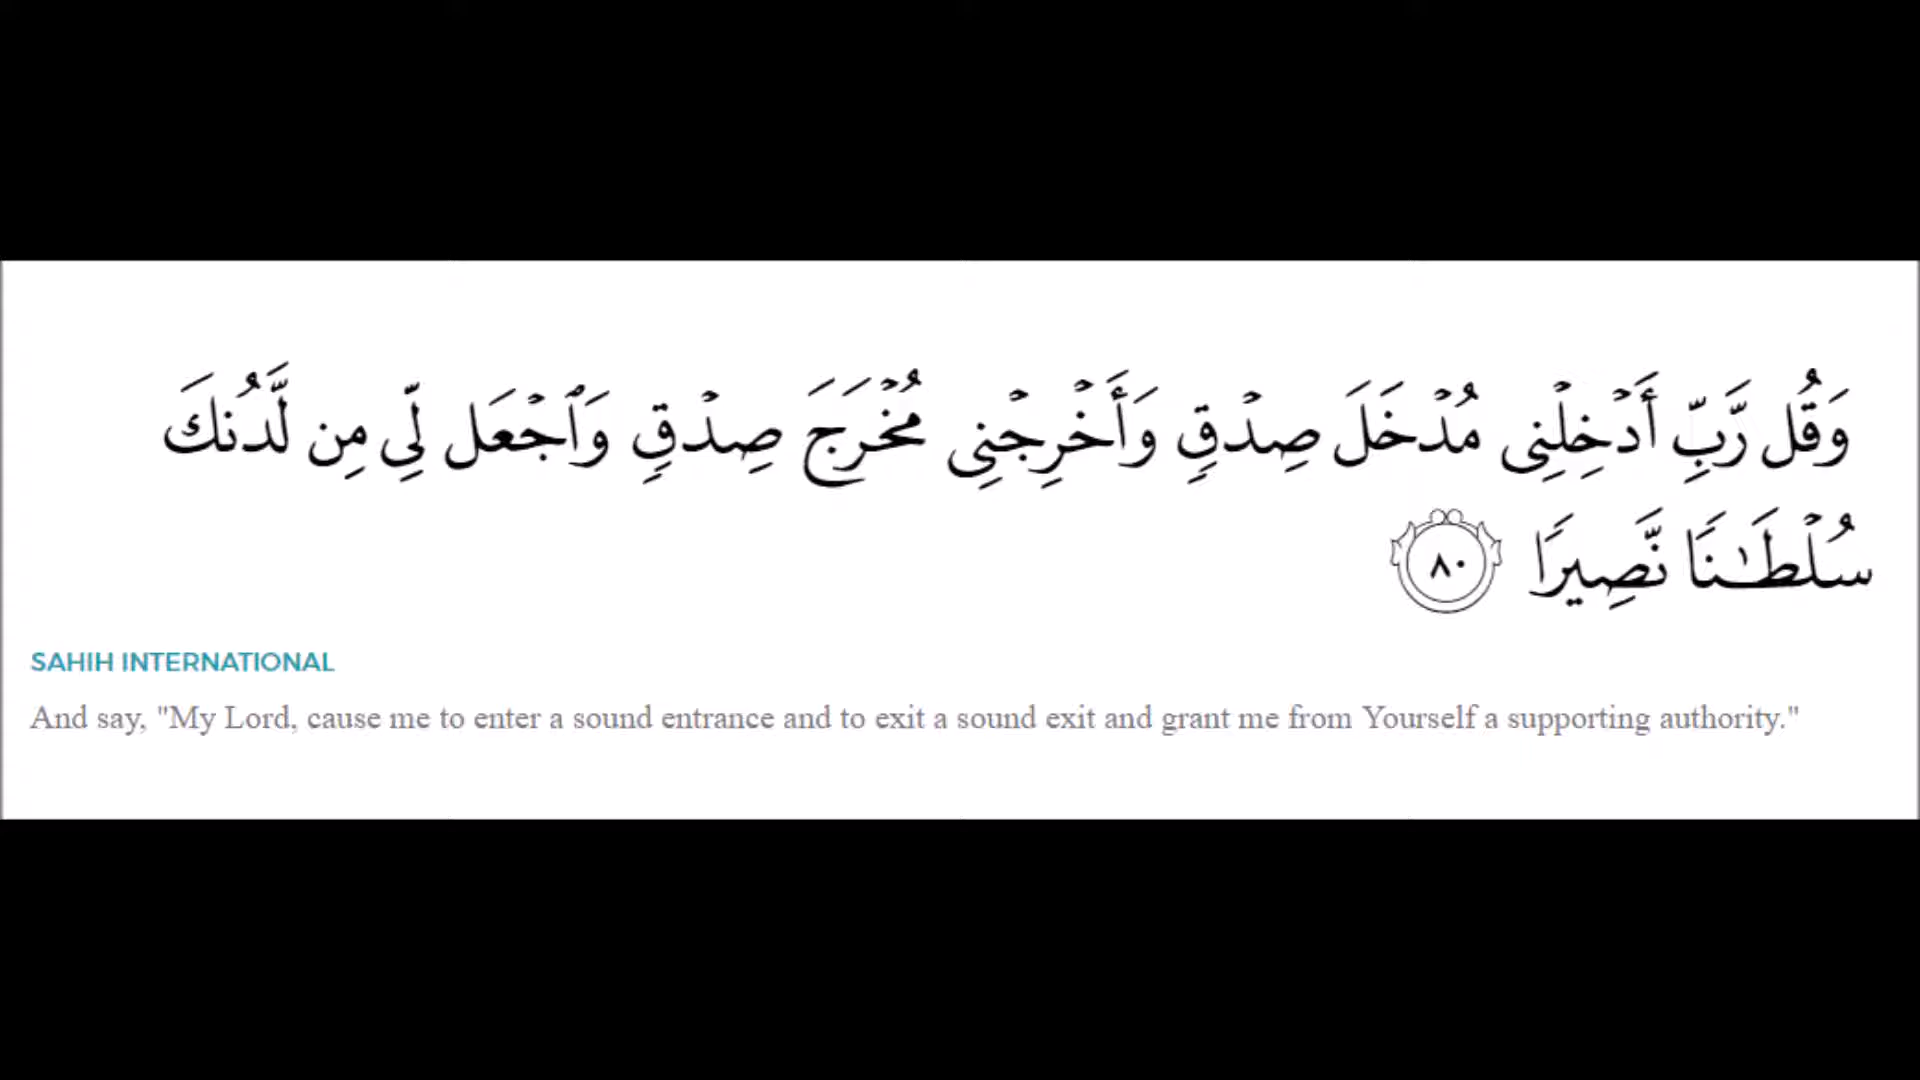 وَقُل رَّبِّ أَدۡخِلۡنِى مُدۡخَلَ صِدۡقٍ وَأَخۡرِجۡنِى مُخۡرَجَ صِدۡقٍ وَٱجۡعَل لِّى مِن لَّدُنكَ
سُلۡطَـٰنًا نَّصِيرًا ٨٠
SAHIH INTERNATIONAL
And say, "My Lord, cause me to enter a sound entrance and to exit a sound exit and grant me from Yourself a supporting authority."